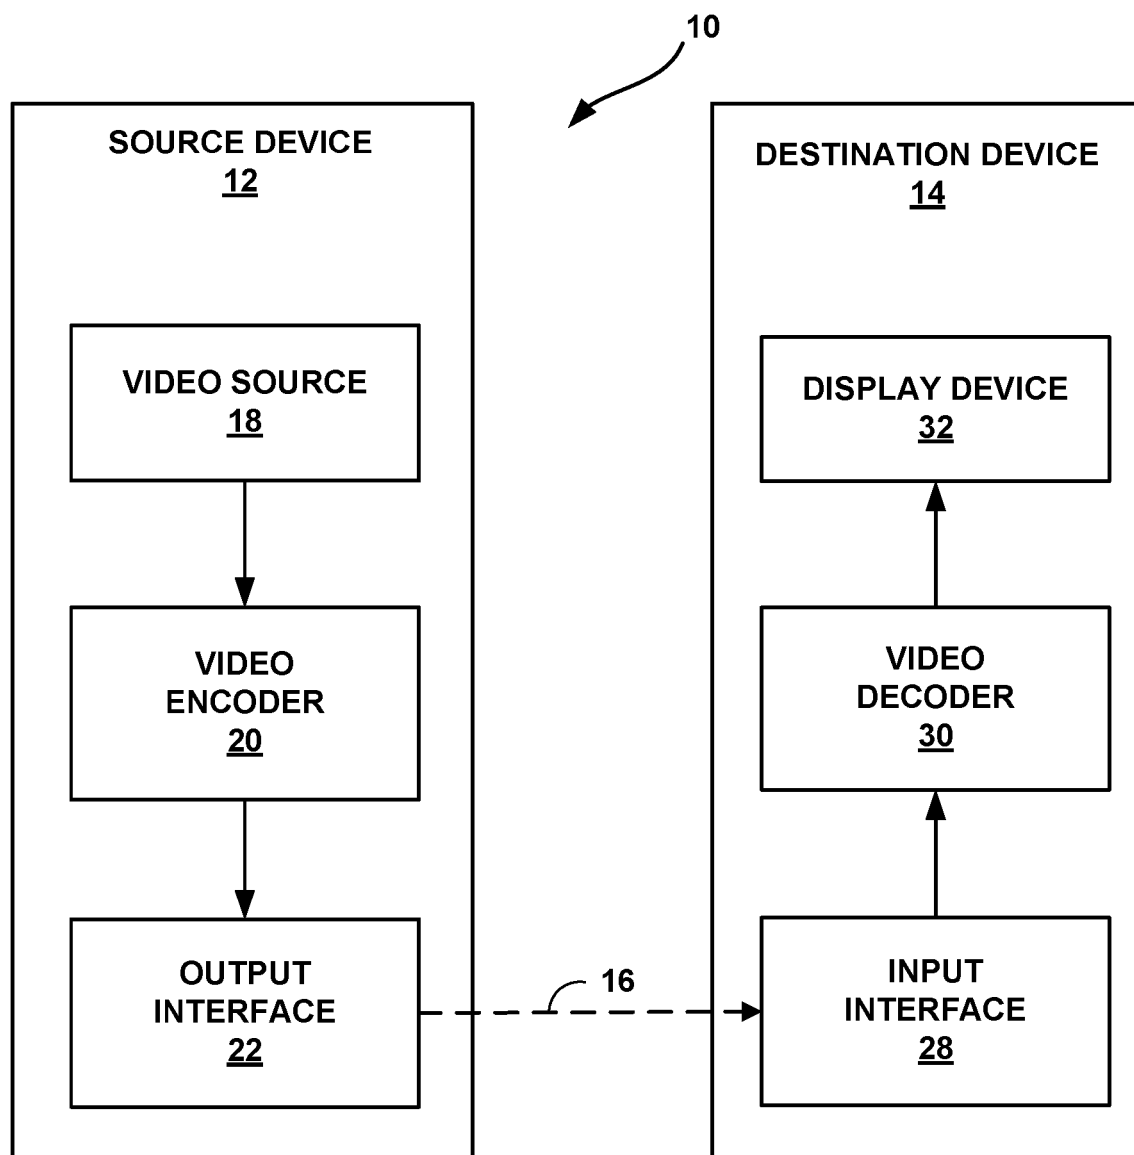 10
SOURCE DEVICE
12
VIDEO SOURCE
18
VIDEO
ENCODER
20
OUTPUT
INTERFACE
22
16
DESTINATION DEVICE
14
DISPLAY DEVICE
32
VIDEO
DECODER
30
INPUT
INTERFACE
28